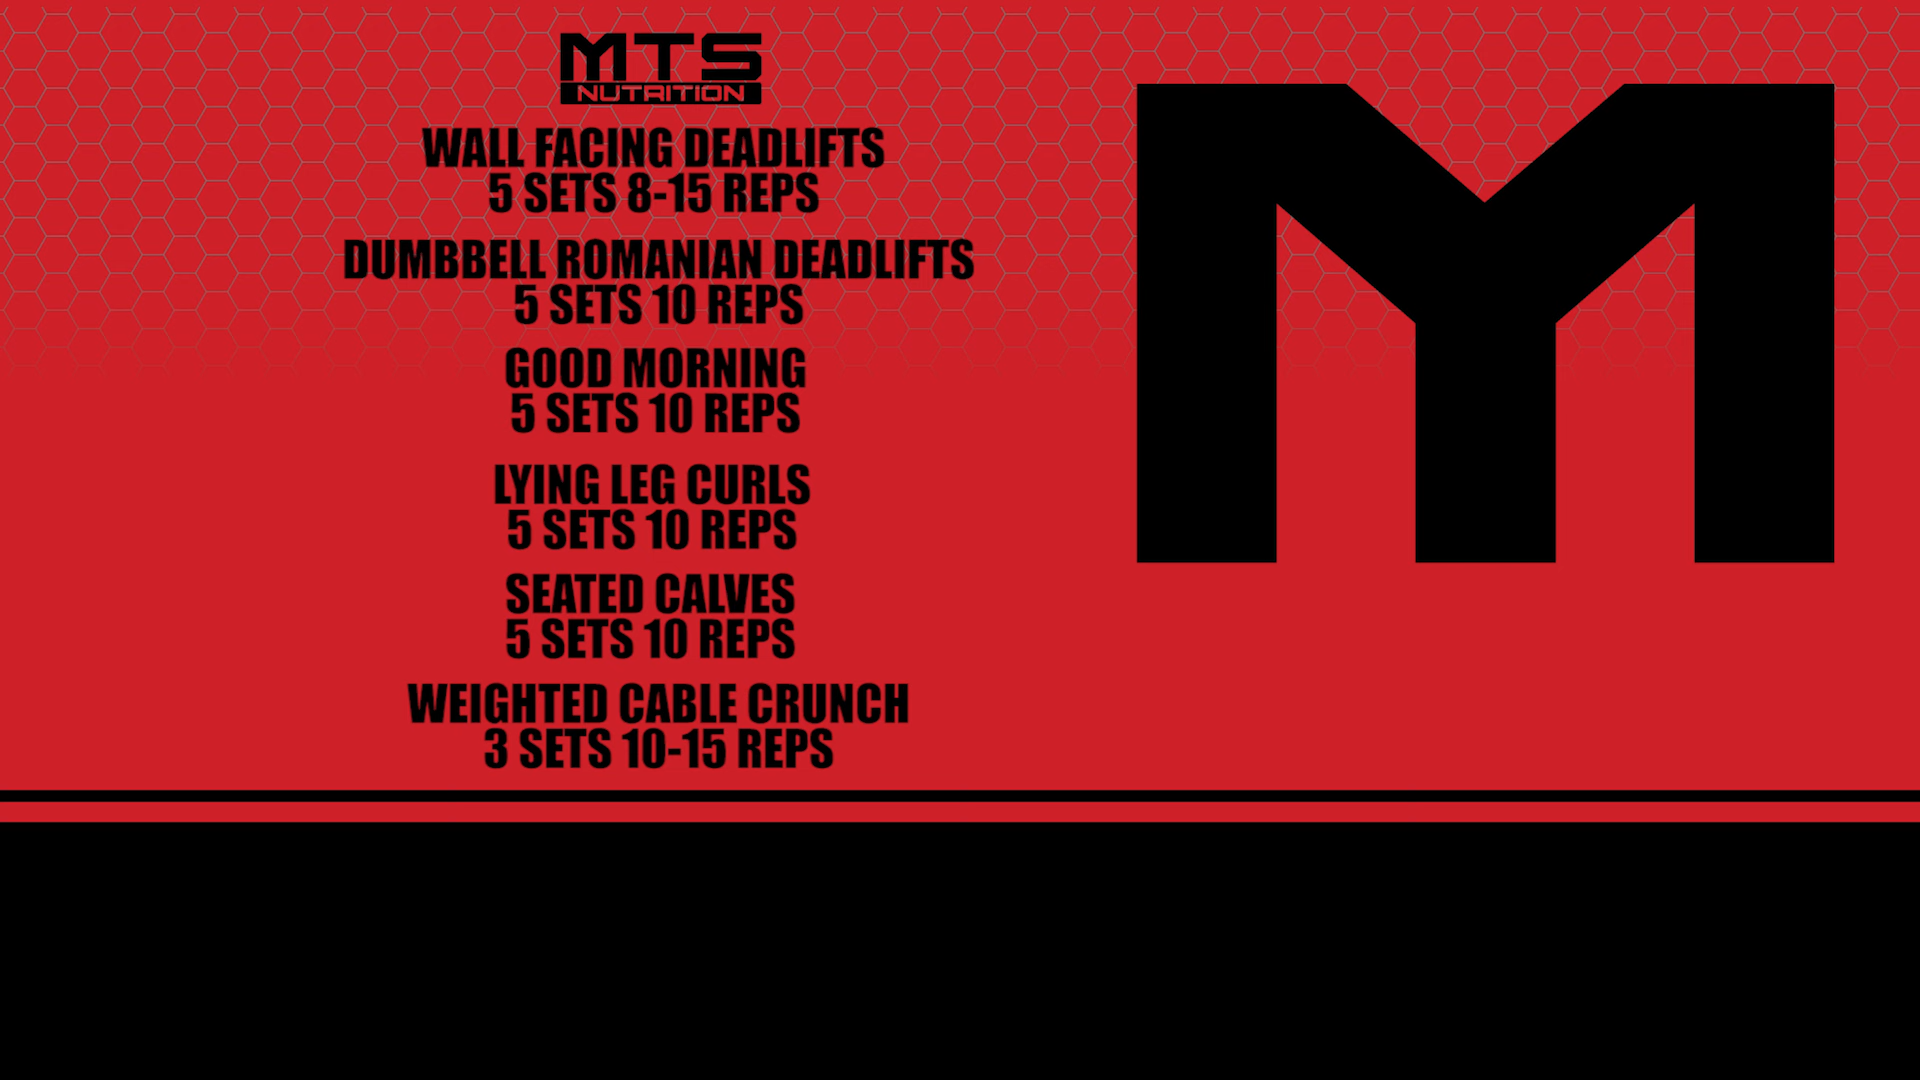 MTS
NUTRITION
WALL FACING DEADLIFTS
5 SETS 8-15 REPS
DUMBBELL ROMANIAN DEADLIFTS
5 SETS 10 REPS
GOOD MORNING
5 SETS 10 REPS
LYING LEG CURLS
5 SETS 10 REPS
SEATED CALVES
5 SETS 10 REPS
WEIGHTED CABLE CRUNCH
3 SETS 10-15 REPS
M